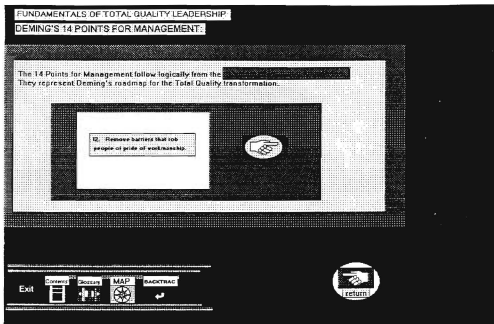 FUNDAMENTALS OF TOTAL QUALITY LEADERSHIP
DEMING'S 14 POINTS FOR MANAGEMENT:
The 14 Points for Management follow logically from the
They represent Deming's roadmap for the Total Quality transformation.
12. Remove barriers that rob
people of pride of workmanship.
Exit
Contents
Glossary
MAP
BACKTRAC
return